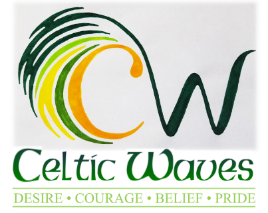 CW
Celtic Waves
DESIRE • COURAGE • BELIEF • PRIDE